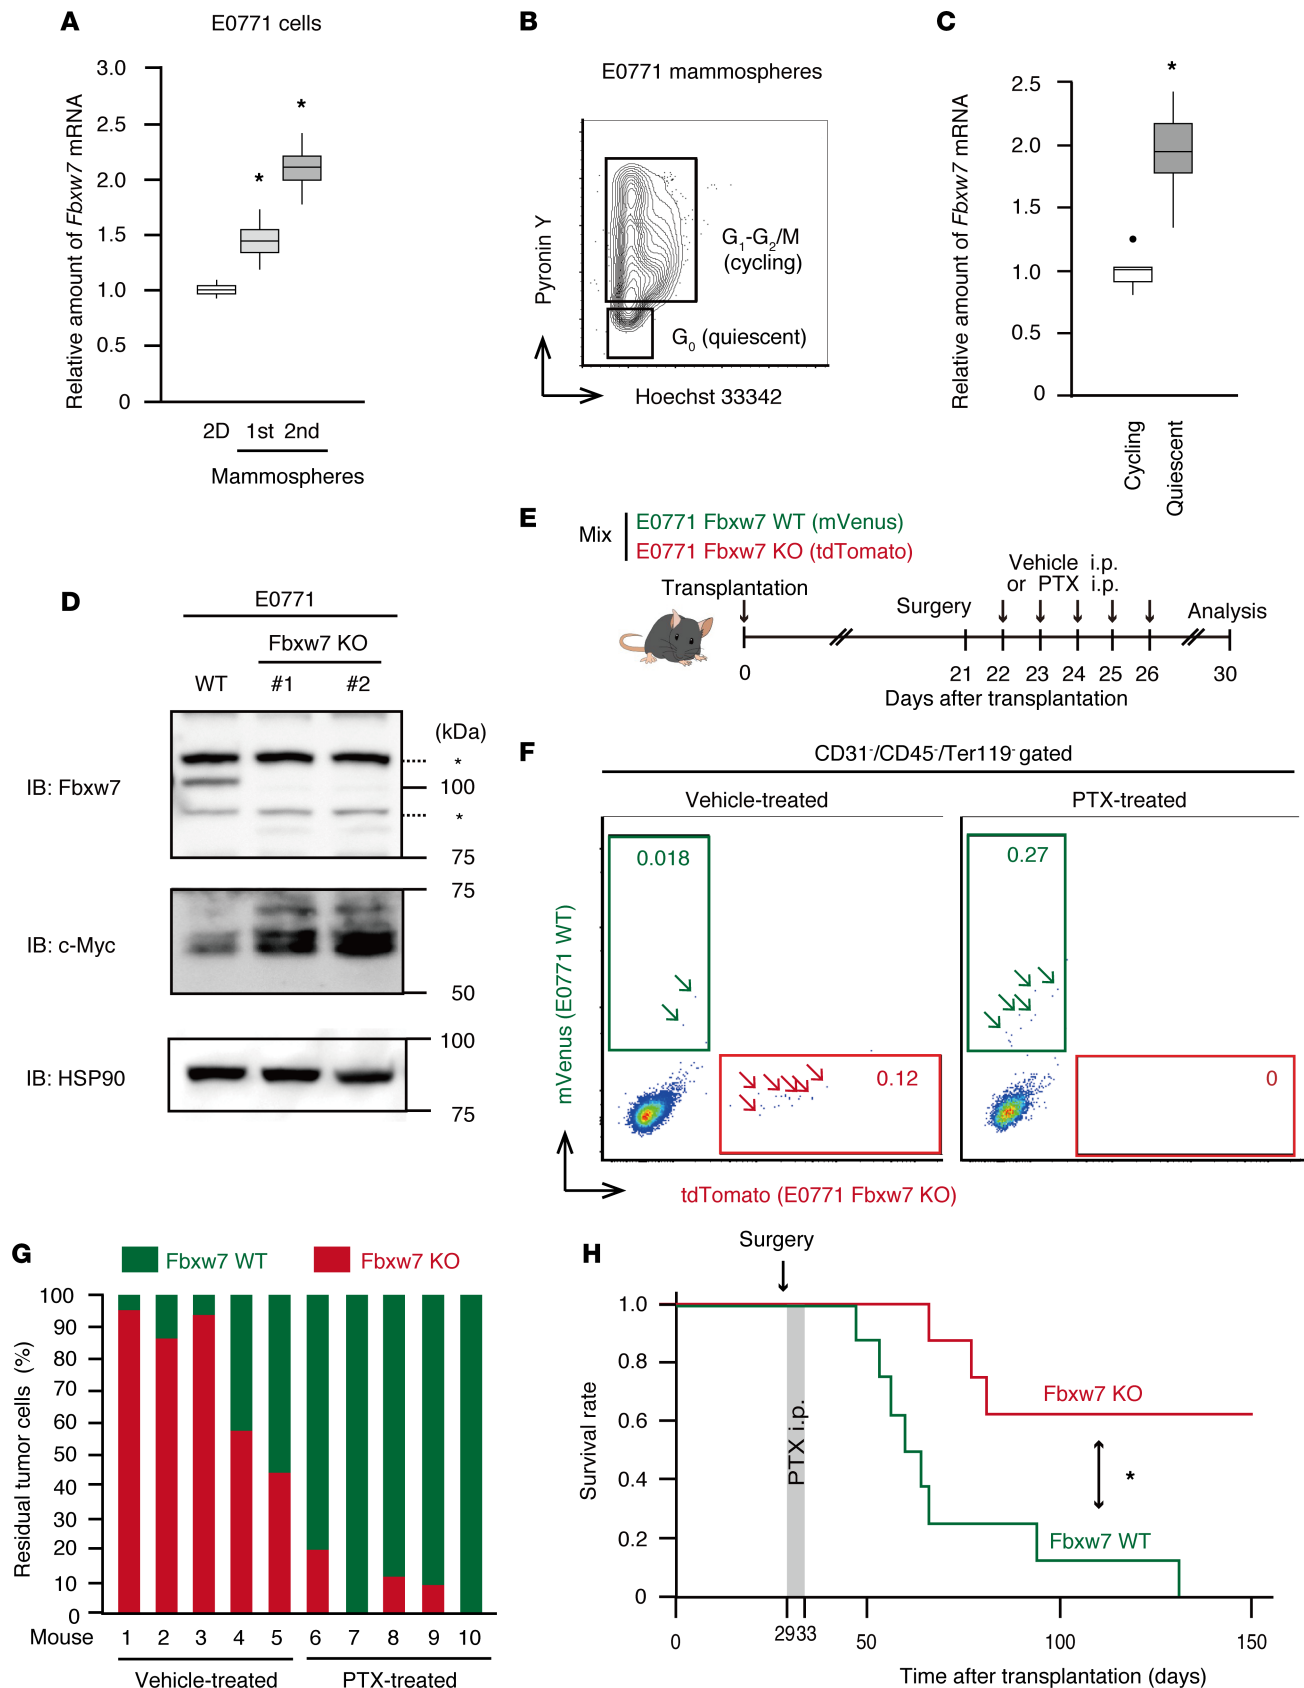 A
E0771 cells
Relative amount of Fbxw7 mRNA
3.0
2.5
2.0
1.5
1.0
0.5
0
*
*
2D 1st 2nd
Mammospheres
B
E0771 mammospheres
Pyronin Y
G1-G2/M
(cycling)
G0 (quiescent)
Hoechst 33342
C
Relative amount of Fbxw7 mRNA
2.5
2.0
1.5
1.0
0.5
0
*
Cycling
Quiescent
D
E0771
Fbxw7 KO
WT #1 #2
(kDa)
*
IB: Fbxw7
100
*
75
75
IB: c-Myc
50
100
IB: HSP90
75
E
Mix
E0771 Fbxw7 WT (mVenus)
E0771 Fbxw7 KO (tdTomato)
Transplantation
Surgery
Vehicle i.p.
or PTX i.p.
Analysis
0 21 22 23 24 25 26 30
Days after transplantation
F
CD31-/CD45-/Ter119- gated
Vehicle-treated
PTX-treated
mVenus (E0771 WT)
0.018
0.12
0.27
0
tdTomato (E0771 Fbxw7 KO)
G
Fbxw7 WT
Fbxw7 KO
Residual tumor cells (%)
100
90
80
70
60
50
40
30
20
10
0
Mouse 1 2 3 4 5 6 7 8 9 10
Vehicle-treated PTX-treated
H
Surgery
Survival rate
1.0
0.8
0.6
0.4
0.2
0
PTX i.p.
Fbxw7 KO
*
Fbxw7 WT
0 29 33 50 100 150
Time after transplantation (days)